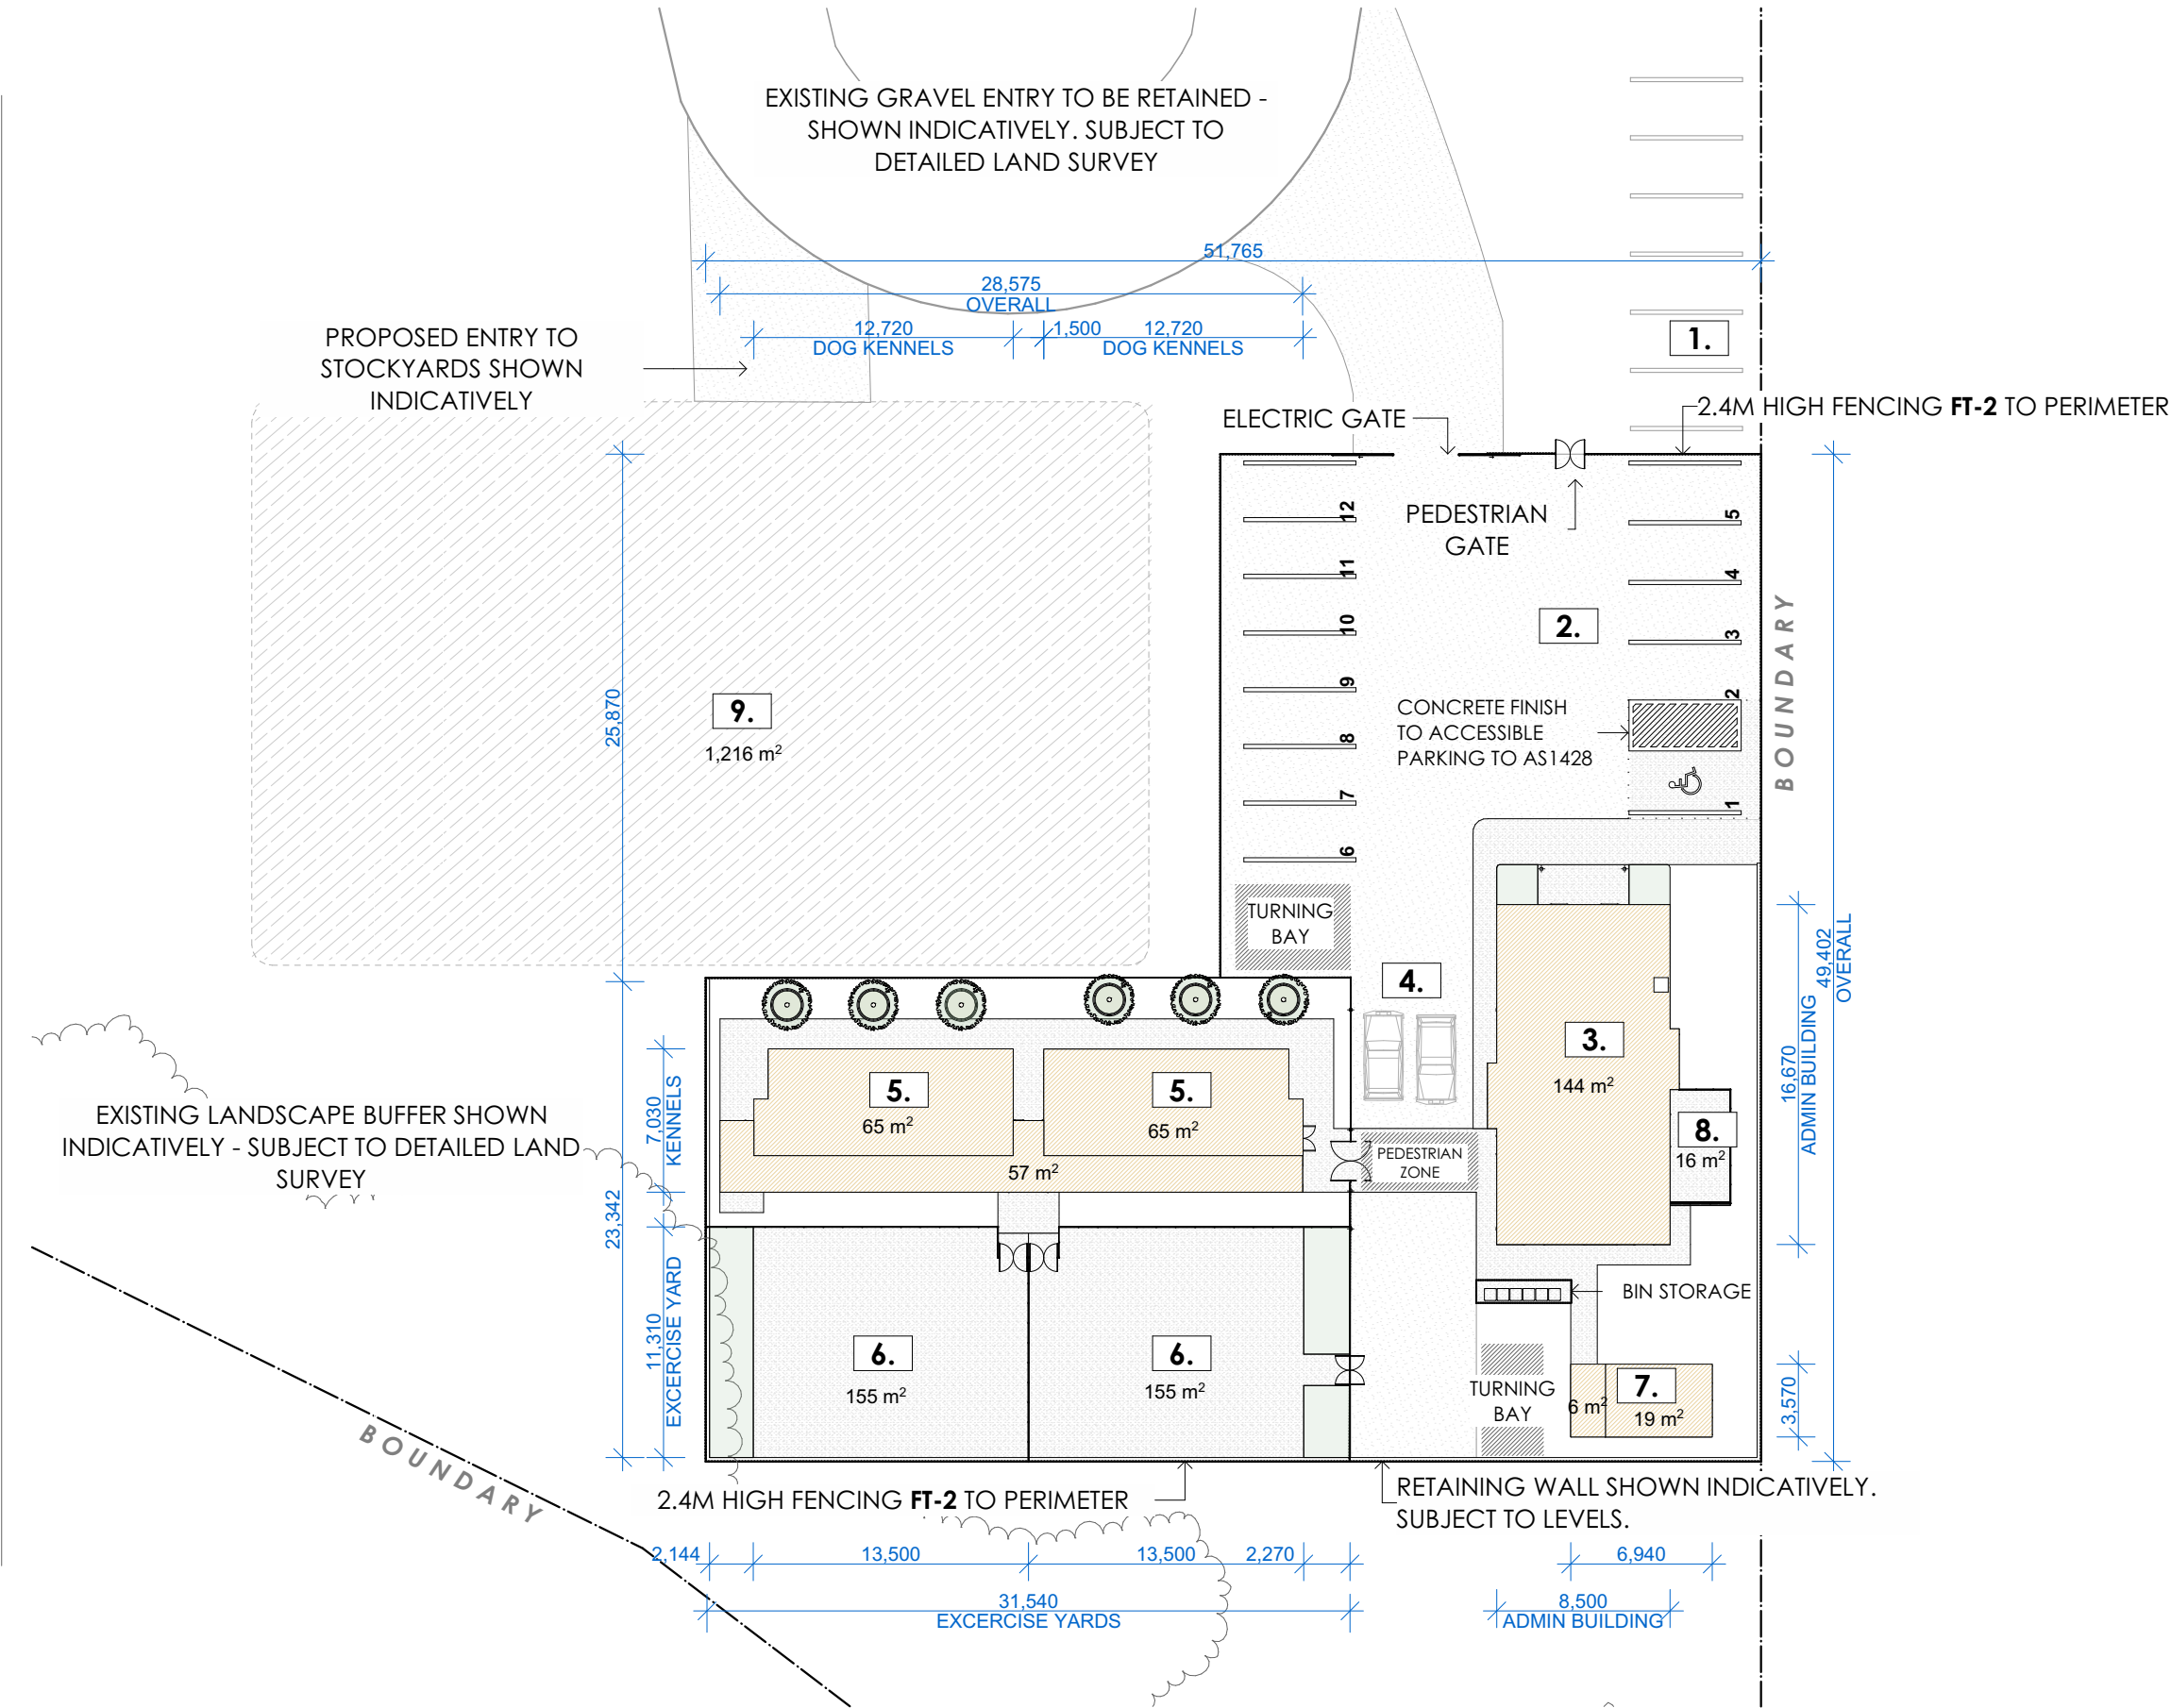 EXISTING GRAVEL ENTRY TO BE RETAINED -
SHOWN INDICATIVELY. SUBJECT TO
DETAILED LAND SURVEY
51,765
28,575
OVERALL
12,720
DOG KENNELS
1,500
12,720
DOG KENNELS
PROPOSED ENTRY TO
STOCKYARDS SHOWN
INDICATIVELY
1.
2.4M HIGH FENCING FT-2 TO PERIMETER
ELECTRIC GATE
PEDESTRIAN
GATE
12
11
10
9
8
7
6
5
4
3
2
1
2.
BOUNDARY
CONCRETE FINISH
TO ACCESSIBLE
PARKING TO AS1428
9.
1,216 m²
25,870
TURNING
BAY
4.
3.
144 m²
49,402
OVERALL
16,670
ADMIN BUILDING
8.
16 m²
5.
65 m²
5.
65 m²
57 m²
PEDESTRIAN
ZONE
7,030
KENNELS
23,342
EXISTING LANDSCAPE BUFFER SHOWN
INDICATIVELY - SUBJECT TO DETAILED LAND
SURVEY
11,310
EXCERCISE YARD
6.
155 m²
6.
155 m²
BIN STORAGE
TURNING
BAY
7.
6 m²
19 m²
3,570
BOUNDARY
2.4M HIGH FENCING FT-2 TO PERIMETER
RETAINING WALL SHOWN INDICATIVELY.
SUBJECT TO LEVELS.
2,144
13,500
13,500
2,270
6,940
31,540
EXCERCISE YARDS
8,500
ADMIN BUILDING